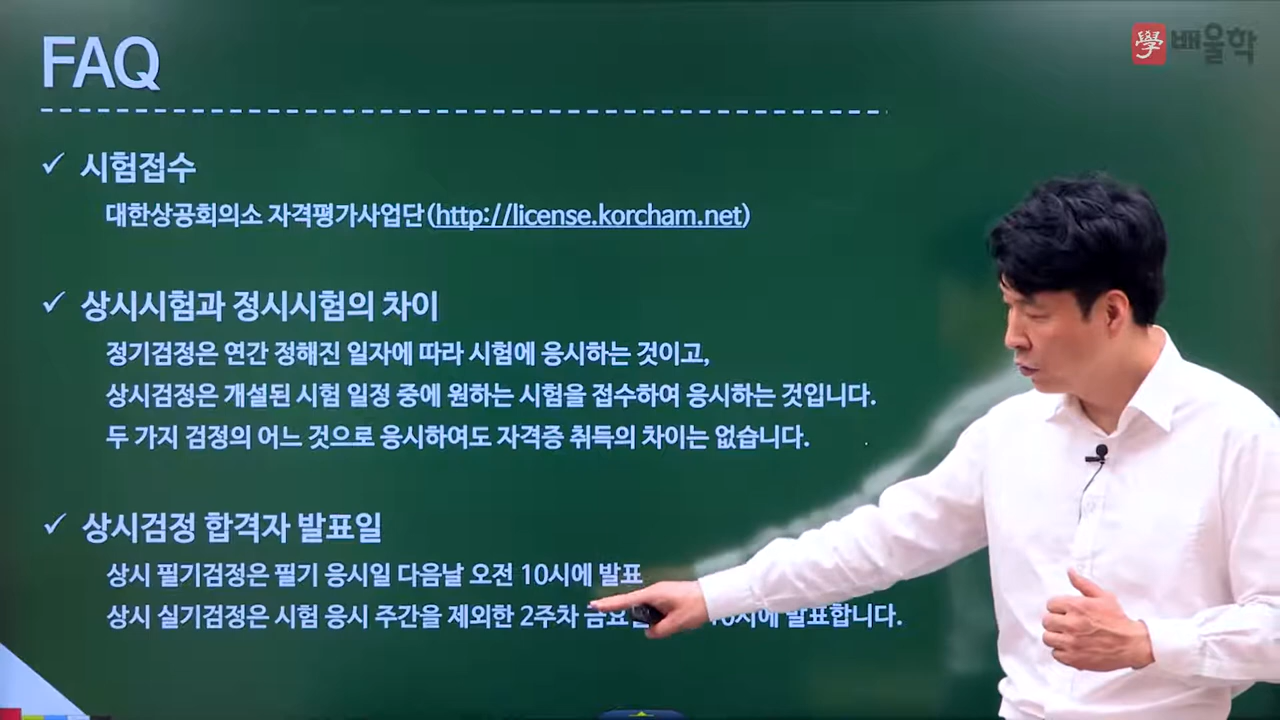 FAQ
學 배울학
✓ 시험접수
대한상공회의소 자격평가사업단(http://license.korcham.net)
✓ 상시시험과 정시시험의 차이
정기검정은 연간 정해진 일자에 따라 시험에 응시하는 것이고,
상시검정은 개설된 시험 일정 중에 원하는 시험을 접수하여 응시하는 것입니다.
두 가지 검정의 어느 것으로 응시하여도 자격증 취득의 차이는 없습니다.
✓ 상시검정 합격자 발표일
상시 필기검정은 필기 응시일 다음날 오전 10시에 발표
상시 실기검정은 시험 응시 주간을 제외한 2주차 금요일 10시에 발표합니다.